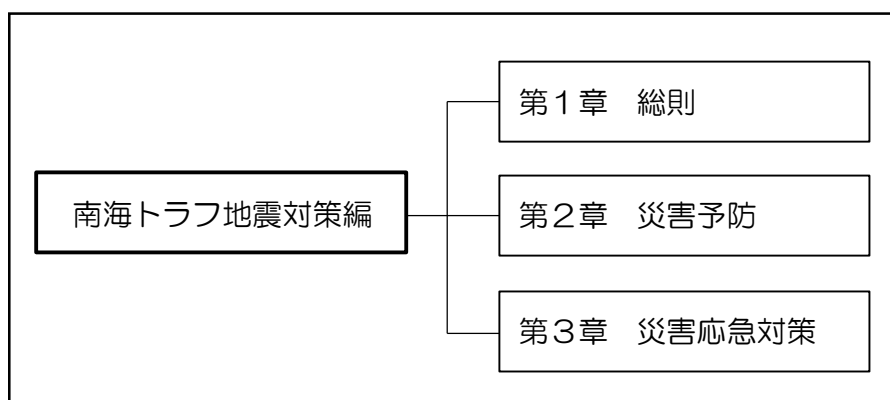 南海トラフ地震対策編
第１章　総則
第２章　災害予防
第３章　災害応急対策